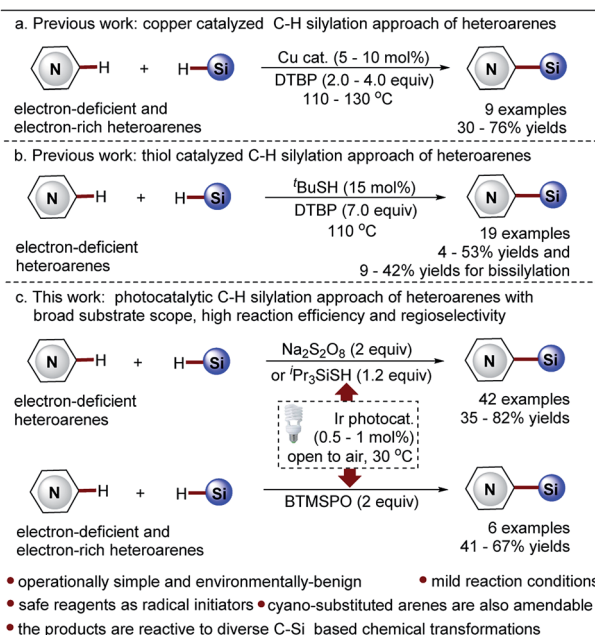 a. Previous work: copper catalyzed C-H silylation approach of heteroarenes
N H + H Si Cu cat. (5 - 10 mol%) N Si
DTBP (2.0 - 4.0 equiv)
110 - 130 °C
electron-deficient and
electron-rich heteroarenes
9 examples
30 - 76% yields
b. Previous work: thiol catalyzed C-H silylation approach of heteroarenes
N H + H Si ᵗBuSH (15 mol%) N Si
DTBP (7.0 equiv)
110 °C
electron-deficient
heteroarenes
19 examples
4 - 53% yields and
9 - 42% yields for bissilylation
c. This work: photocatalytic C-H silylation approach of heteroarenes with
broad substrate scope, high reaction efficiency and regioselectivity
N H + H Si Na₂S₂O₈ (2 equiv) N Si
or ⁱPr₃SiSH (1.2 equiv)
electron-deficient
heteroarenes
42 examples
35 - 82% yields
Ir photocat.
(0.5 - 1 mol%)
open to air, 30 °C
N H + H Si BTMSPO (2 equiv) N Si
electron-deficient and
electron-rich heteroarenes
6 examples
41 - 67% yields
• operationally simple and environmentally-benign • mild reaction conditions
• safe reagents as radical initiators • cyano-substituted arenes are also amendable
• the products are reactive to diverse C-Si based chemical transformations